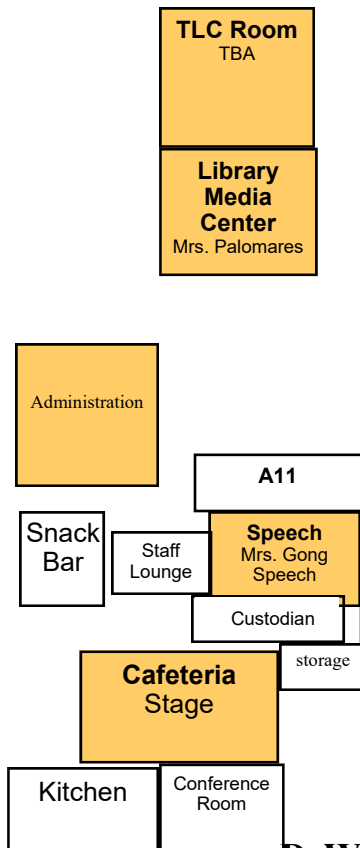 TLC Room
TBA
Library
Media
Center
Mrs. Palomares
Administration
A11
Snack
Bar
Staff
Lounge
Speech
Mrs. Gong
Speech
Custodian
storage
Cafeteria
Stage
Kitchen
Conference
Room